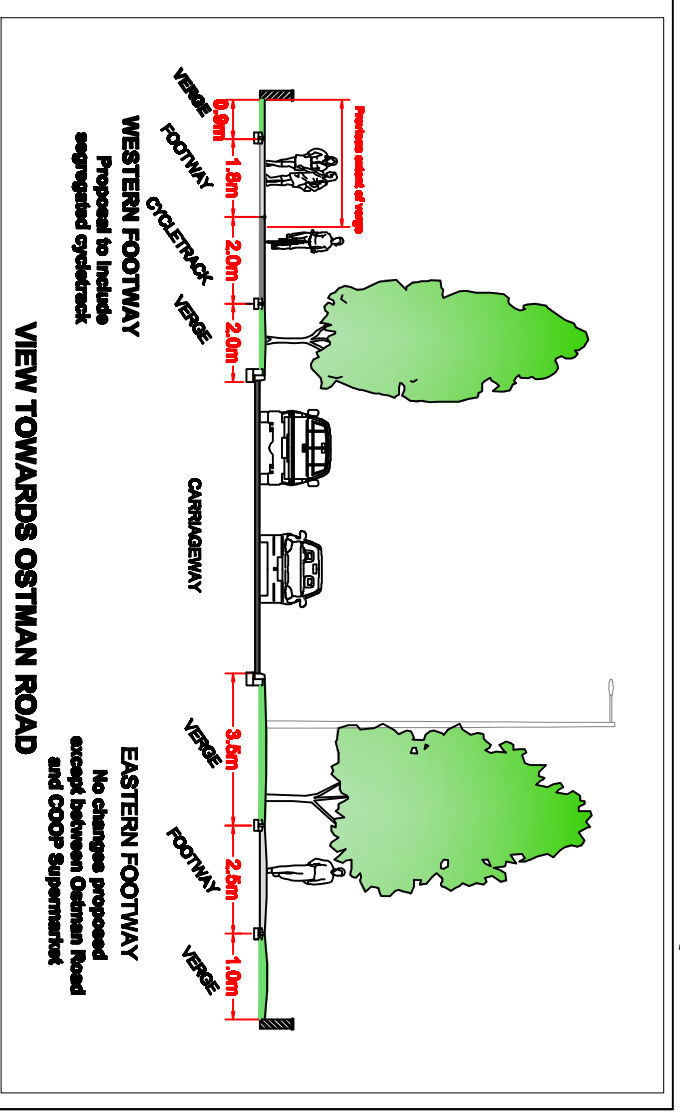 Previous extent of verge
0.9m
1.8m
2.0m
2.0m
3.5m
2.5m
1.0m
VERGE
FOOTWAY
CYCLETRACK
VERGE
CARRIAGEWAY
VERGE
FOOTWAY
VERGE
WESTERN FOOTWAY
Proposal to include
segregated cycletrack
EASTERN FOOTWAY
No changes proposed
except between Ostman Road
and COOP Supermarket
VIEW TOWARDS OSTMAN ROAD